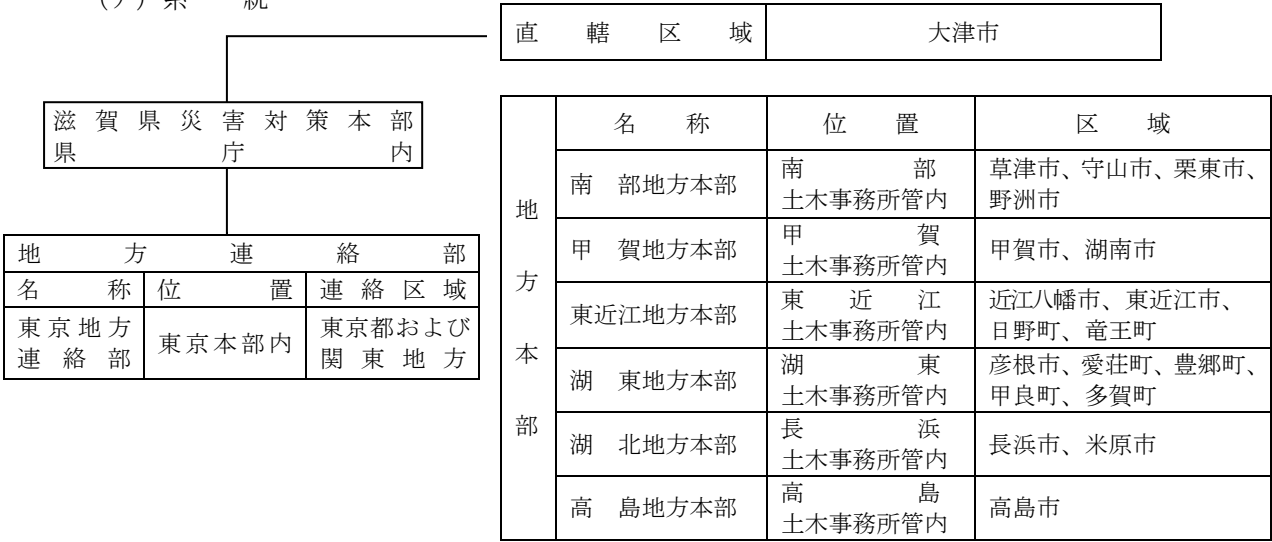 （ア）系　統
直轄区域　大津市
滋賀県災害対策本部
県庁内
地方連絡部
名称　位置　連絡区域
東京地方
連絡部
東京本部内
東京都および
関東地方
地方本部
名称　位置　区域
南　部地方本部
南部
土木事務所管内
草津市、守山市、栗東市、
野洲市
甲　賀地方本部
甲賀
土木事務所管内
甲賀市、湖南市
東近江地方本部
東近江
土木事務所管内
近江八幡市、東近江市、
日野町、竜王町
湖　東地方本部
湖東
土木事務所管内
彦根市、愛荘町、豊郷町、
甲良町、多賀町
湖　北地方本部
長浜
土木事務所管内
長浜市、米原市
高　島地方本部
高島
土木事務所管内
高島市